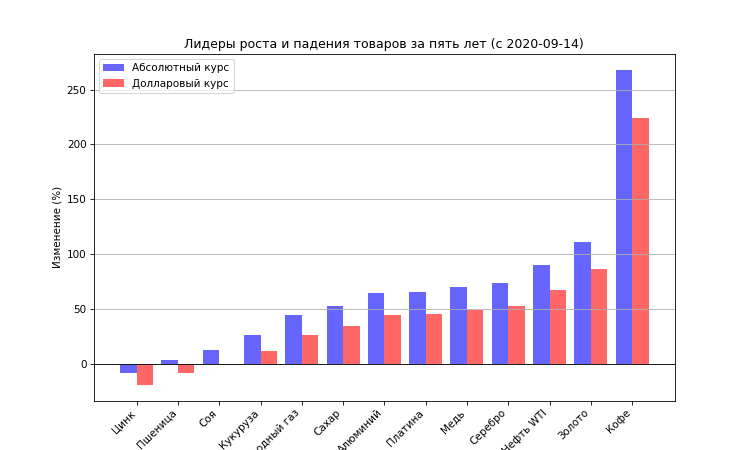 Лидеры роста и падения товаров за пять лет (с 2020-09-14)
Абсолютный курс
Долларовый курс
Изменение (%)
250
200
150
100
50
0
Цинк
Пшеница
Соя
Кукуруза
одный газ
Сахар
Алюминий
Платина
Медь
Серебро
Нефть WTI
Золото
Кофе